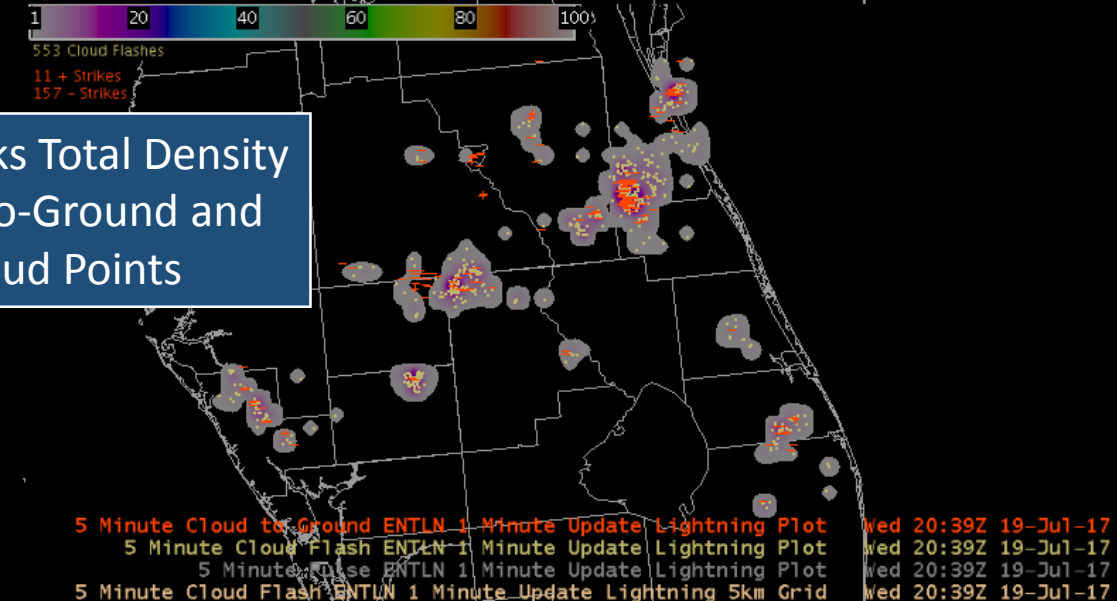 1 20 40 60 80 100
553 Cloud Flashes
11 + Strikes
157 - Strikes
ks Total Density
o-Ground and
ud Points
5 Minute Cloud to Ground ENTLN 1 Minute Update Lightning Plot Wed 20:39Z 19-Jul-17
5 Minute Cloud Flash ENTLN 1 Minute Update Lightning Plot Wed 20:39Z 19-Jul-17
5 Minute Pulse ENTLN 1 Minute Update Lightning Plot Wed 20:39Z 19-Jul-17
5 Minute Cloud Flash ENTLN 1 Minute Update Lightning 5km Grid Wed 20:39Z 19-Jul-17